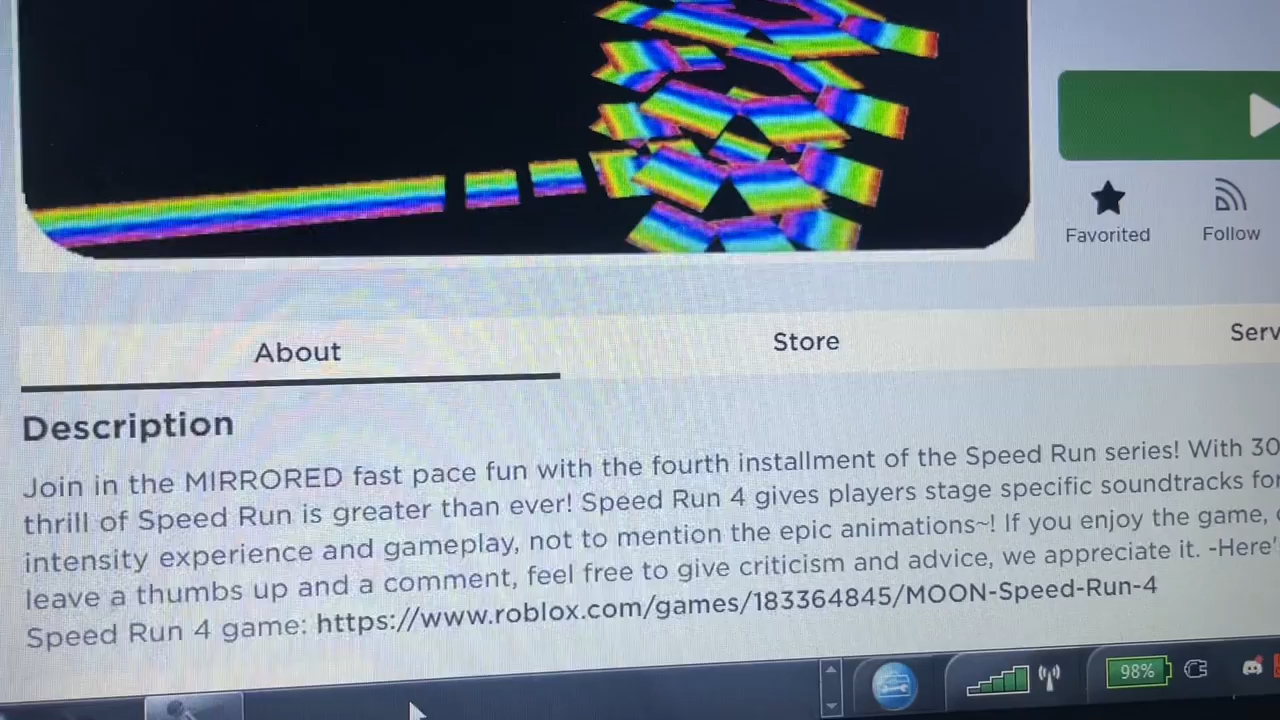 Favorited
Follow
About
Store
Serv
Description
Join in the MIRRORED fast pace fun with the fourth installment of the Speed Run series! With 30
thrill of Speed Run is greater than ever! Speed Run 4 gives players stage specific soundtracks for
intensity experience and gameplay, not to mention the epic animations~! If you enjoy the game,
leave a thumbs up and a comment, feel free to give criticism and advice, we appreciate it. -Here'
Speed Run 4 game: https://www.roblox.com/games/183364845/MOON-Speed-Run-4
98%